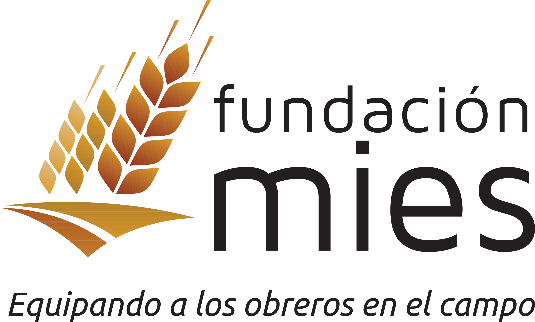 fundación
mies
Equipando a los obreros en el campo